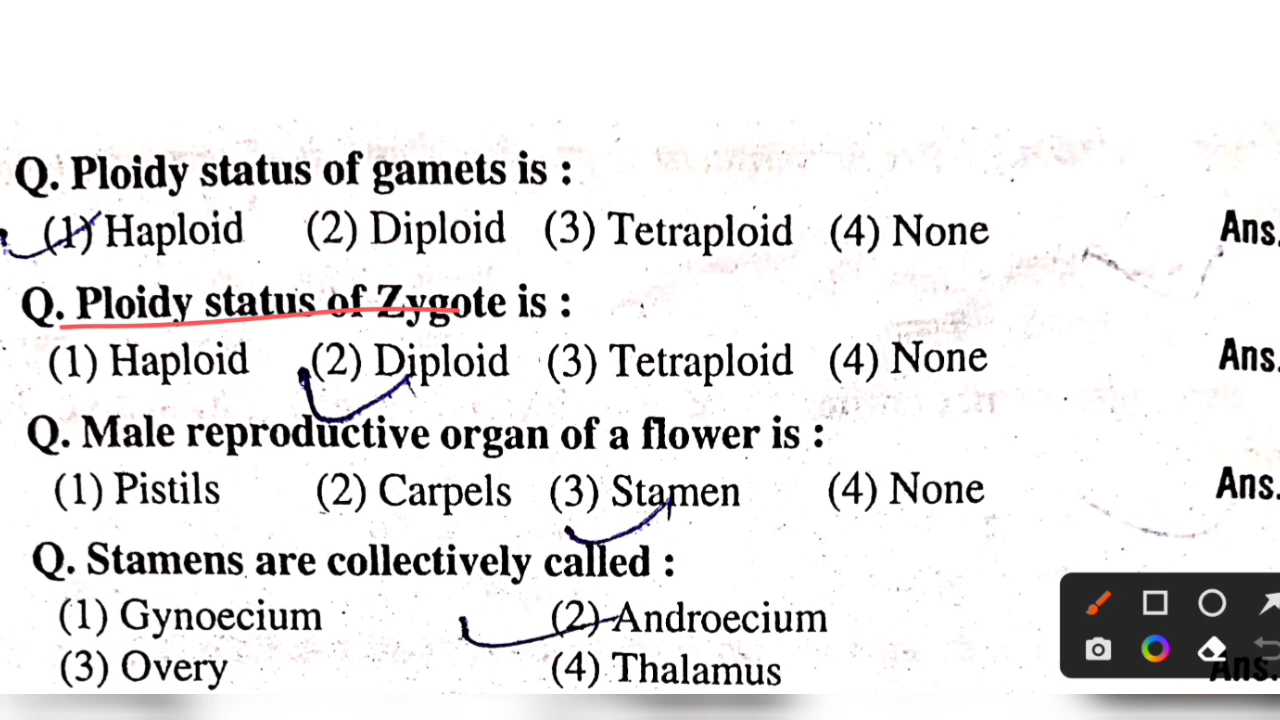 Q. Ploidy status of gamets is :
(1) Haploid (2) Diploid (3) Tetraploid (4) None Ans.
Q. Ploidy status of Zygote is :
(1) Haploid (2) Diploid (3) Tetraploid (4) None Ans.
Q. Male reproductive organ of a flower is :
(1) Pistils (2) Carpels (3) Stamen (4) None Ans.
Q. Stamens are collectively called :
(1) Gynoecium (2) Androecium
(3) Overy (4) Thalamus Ans.